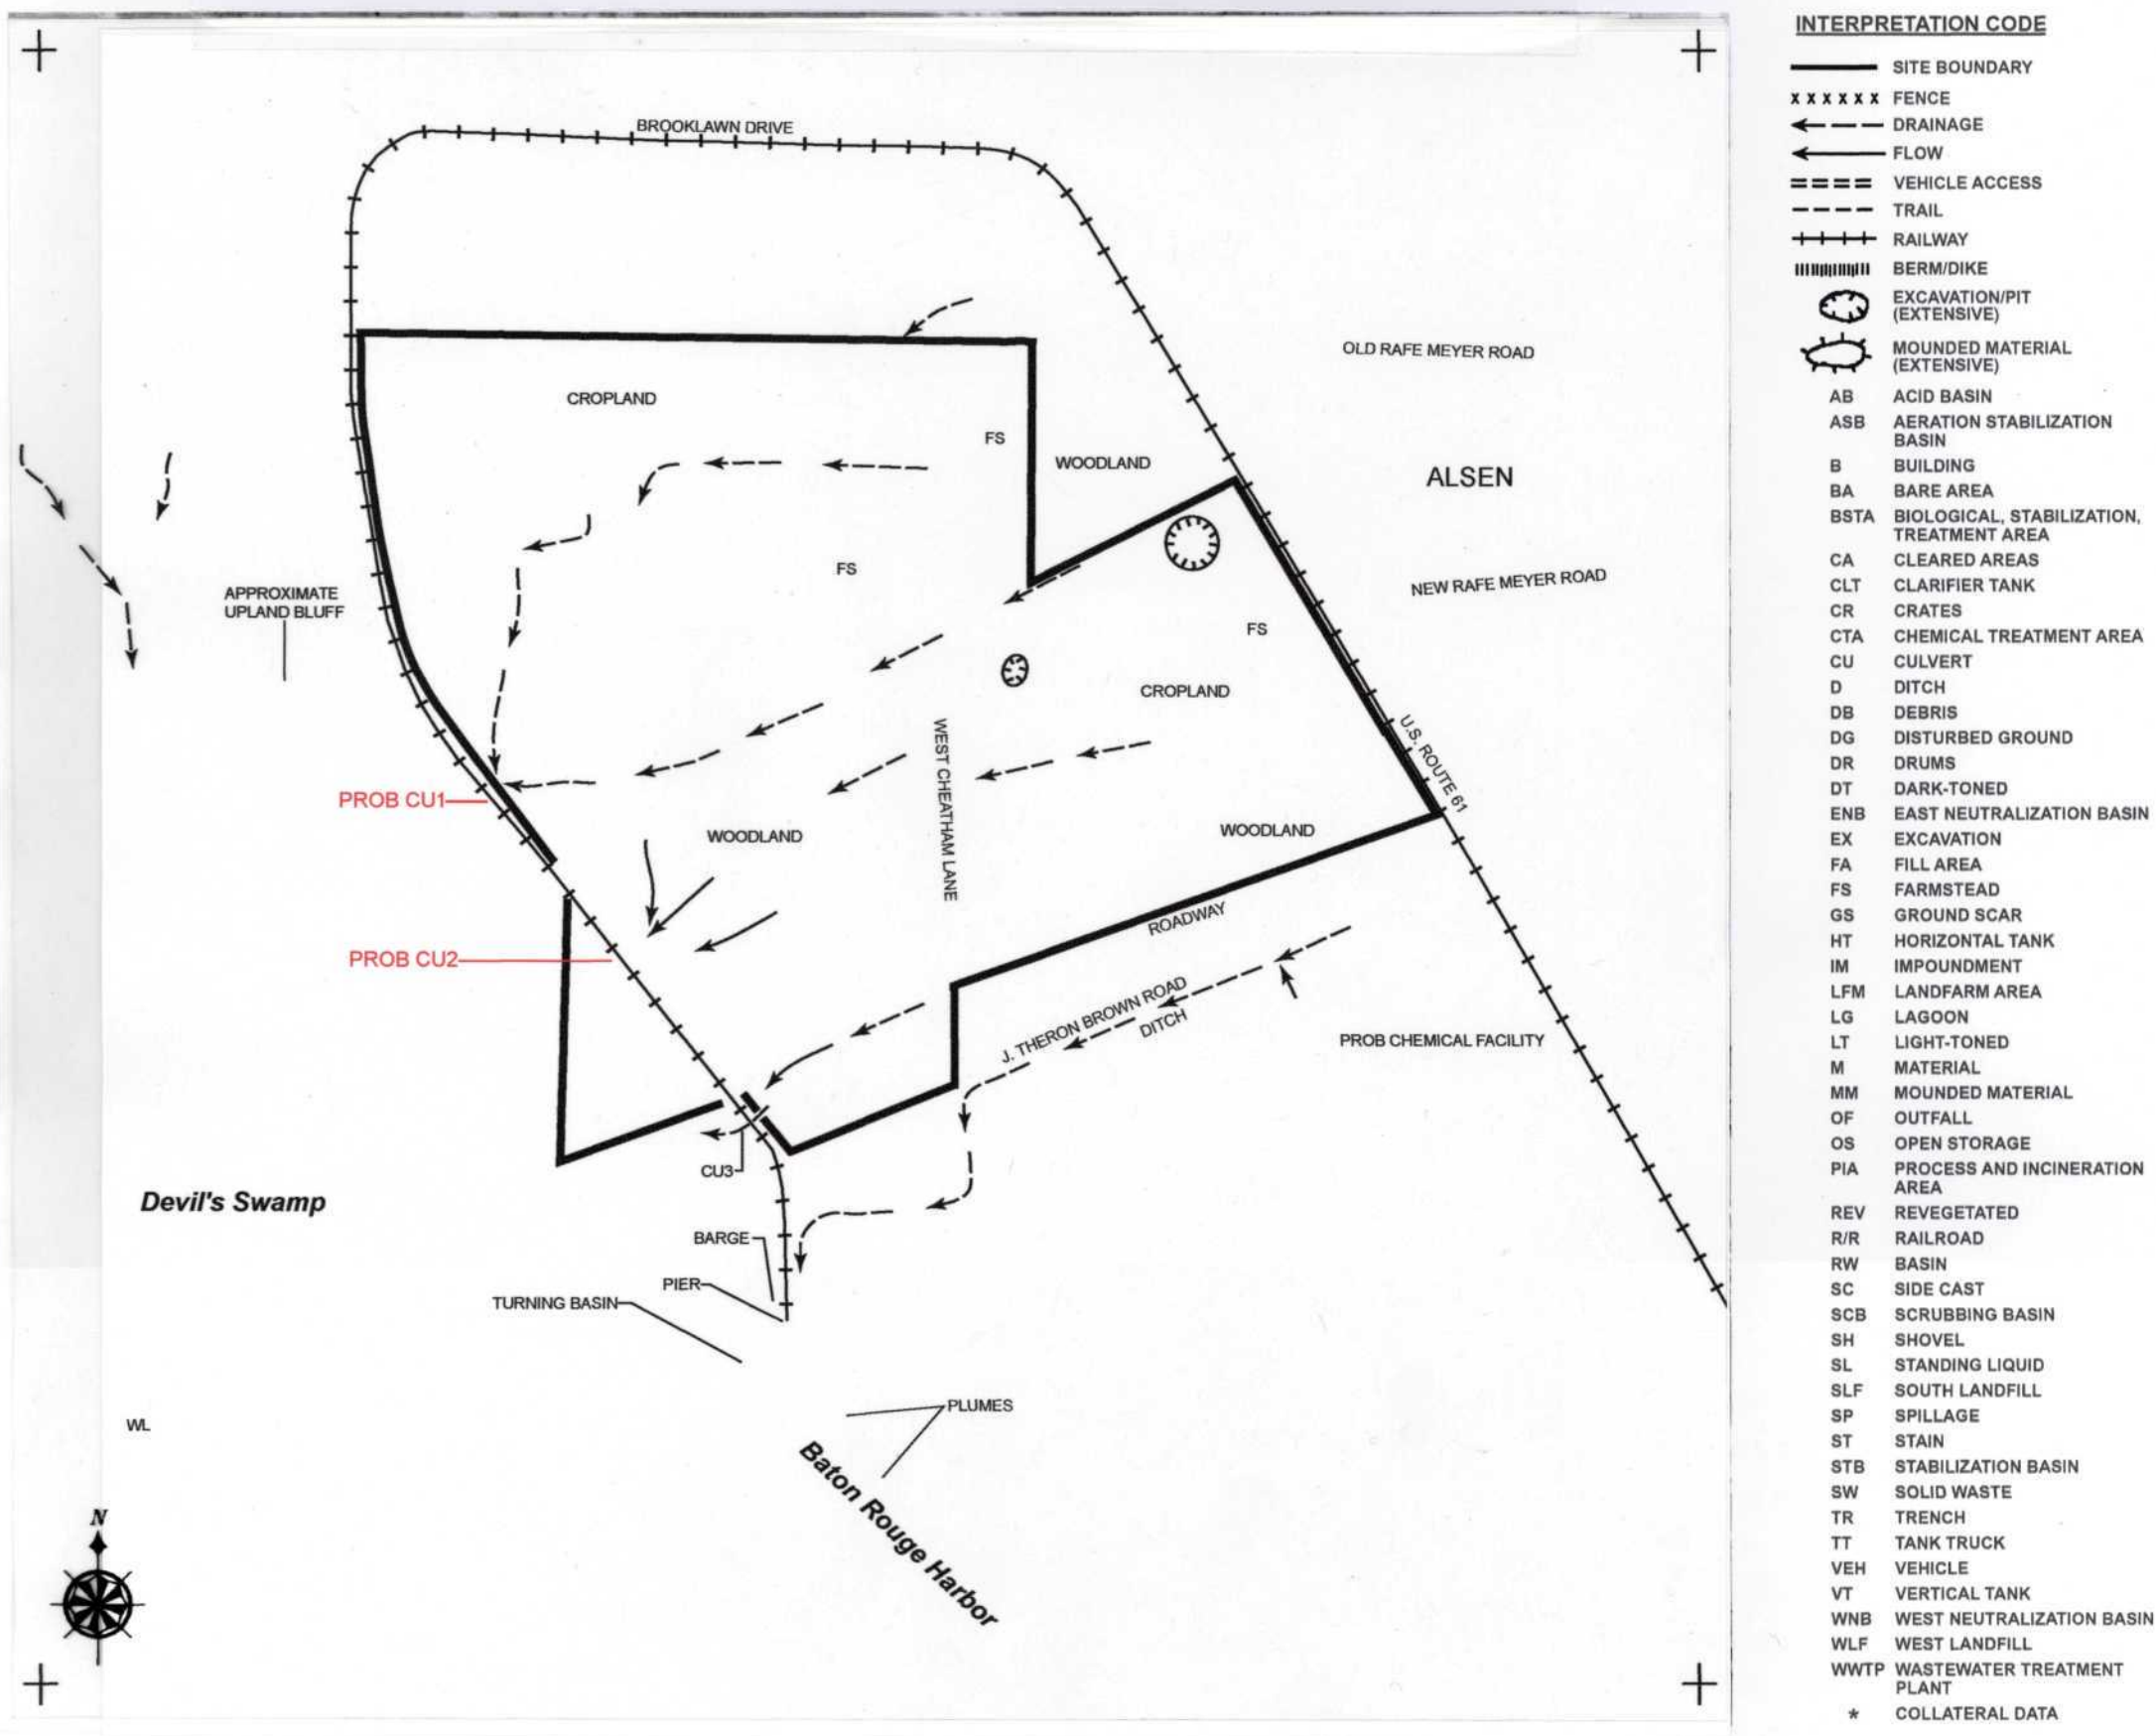 BROOKLAWN DRIVE
OLD RAFE MEYER ROAD
CROPLAND
FS
WOODLAND
ALSEN
FS
NEW RAFE MEYER ROAD
APPROXIMATE
UPLAND BLUFF
FS
CROPLAND
U.S. ROUTE 61
WEST CHEATHAM LANE
PROB CU1
WOODLAND
WOODLAND
ROADWAY
PROB CU2
J. THERON BROWN ROAD
DITCH
PROB CHEMICAL FACILITY
CU3
Devil's Swamp
BARGE
PIER
TURNING BASIN
PLUMES
WL
Baton Rouge Harbor
N
INTERPRETATION CODE
SITE BOUNDARY
x x x x x x FENCE
DRAINAGE
FLOW
VEHICLE ACCESS
TRAIL
RAILWAY
BERM/DIKE
EXCAVATION/PIT
(EXTENSIVE)
MOUNDED MATERIAL
(EXTENSIVE)
AB ACID BASIN
ASB AERATION STABILIZATION
BASIN
B BUILDING
BA BARE AREA
BSTA BIOLOGICAL, STABILIZATION,
TREATMENT AREA
CA CLEARED AREAS
CLT CLARIFIER TANK
CR CRATES
CTA CHEMICAL TREATMENT AREA
CU CULVERT
D DITCH
DB DEBRIS
DG DISTURBED GROUND
DR DRUMS
DT DARK-TONED
ENB EAST NEUTRALIZATION BASIN
EX EXCAVATION
FA FILL AREA
FS FARMSTEAD
GS GROUND SCAR
HT HORIZONTAL TANK
IM IMPOUNDMENT
LFM LANDFARM AREA
LG LAGOON
LT LIGHT-TONED
M MATERIAL
MM MOUNDED MATERIAL
OF OUTFALL
OS OPEN STORAGE
PIA PROCESS AND INCINERATION
AREA
REV REVEGETATED
R/R RAILROAD
RW BASIN
SC SIDE CAST
SCB SCRUBBING BASIN
SH SHOVEL
SL STANDING LIQUID
SLF SOUTH LANDFILL
SP SPILLAGE
ST STAIN
STB STABILIZATION BASIN
SW SOLID WASTE
TR TRENCH
TT TANK TRUCK
VEH VEHICLE
VT VERTICAL TANK
WNB WEST NEUTRALIZATION BASIN
WLF WEST LANDFILL
WWTP WASTEWATER TREATMENT
PLANT
* COLLATERAL DATA